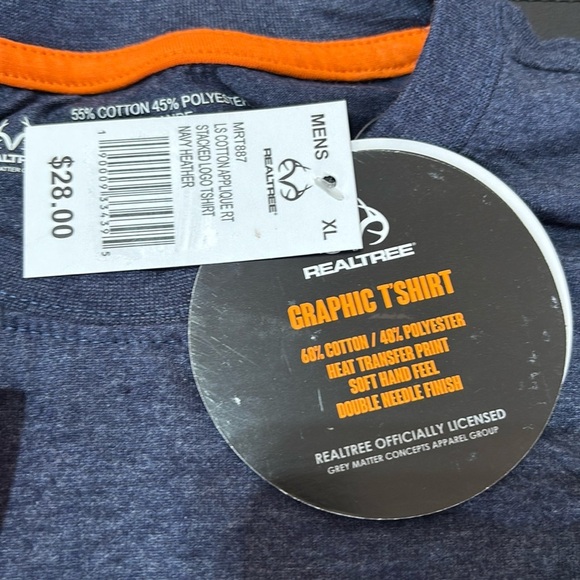 55% COTTON 45% POLYESTER
REALTREE
$28.00
MRT887
LS COTTON APPLIQUE RT
STACKED LOGO TSHIRT
NAVY HEATHER
REALTREE
MENS
XL
REALTREE
GRAPHIC T'SHIRT
60% COTTON / 40% POLYESTER
HEAT TRANSFER PRINT
SOFT HAND FEEL
DOUBLE NEEDLE FINISH
REALTREE OFFICIALLY LICENSED
GREY MATTER CONCEPTS APPAREL GROUP